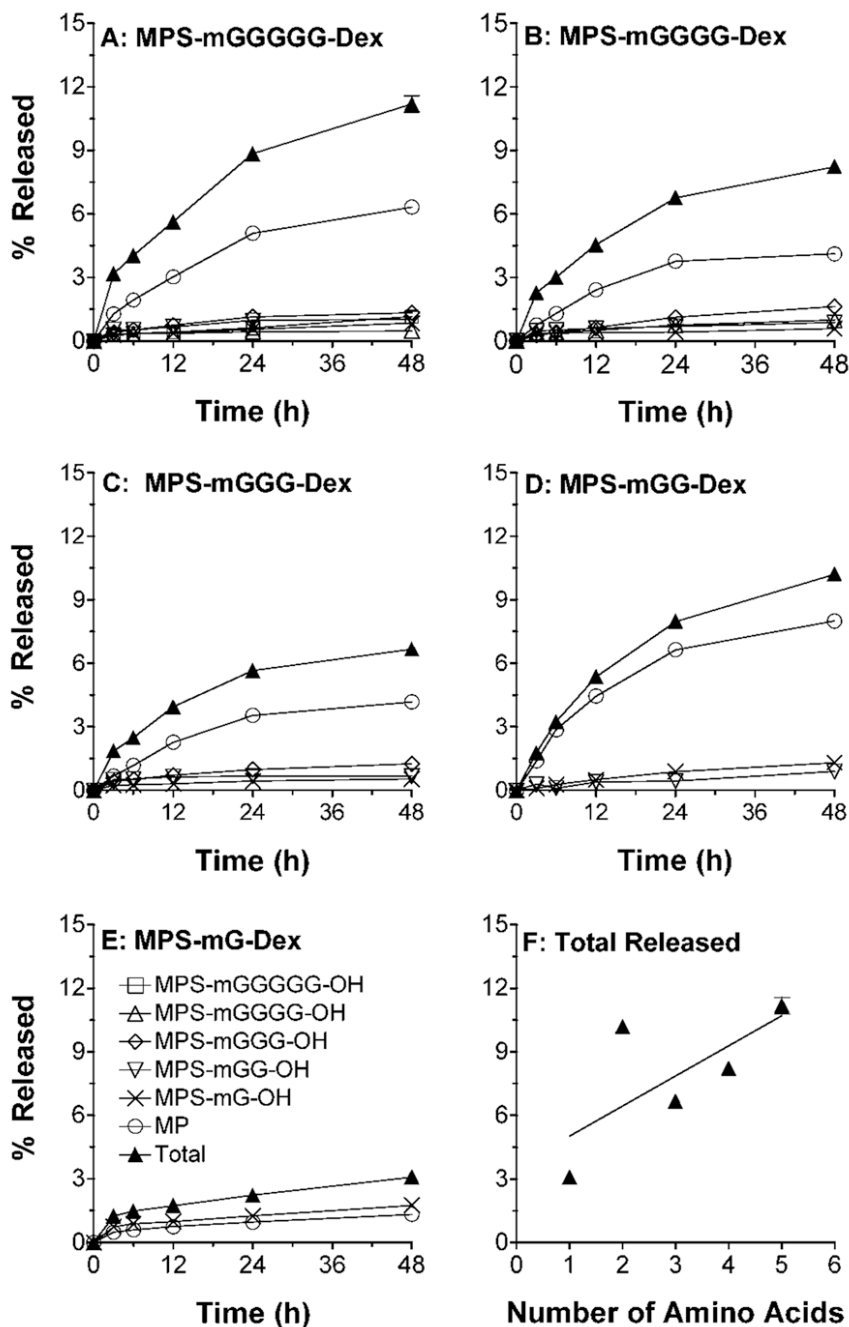 A: MPS-mGGGGG-Dex
15
12
9
6
3
0
% Released
0 12 24 36 48
Time (h)
B: MPS-mGGGG-Dex
15
12
9
6
3
0
0 12 24 36 48
Time (h)
C: MPS-mGGG-Dex
15
12
9
6
3
0
% Released
0 12 24 36 48
Time (h)
D: MPS-mGG-Dex
15
12
9
6
3
0
0 12 24 36 48
Time (h)
E: MPS-mG-Dex
MPS-mGGGGG-OH
MPS-mGGGG-OH
MPS-mGGG-OH
MPS-mGG-OH
MPS-mG-OH
MP
Total
15
12
9
6
3
0
% Released
0 12 24 36 48
Time (h)
F: Total Released
15
12
9
6
3
0
0 1 2 3 4 5 6
Number of Amino Acids